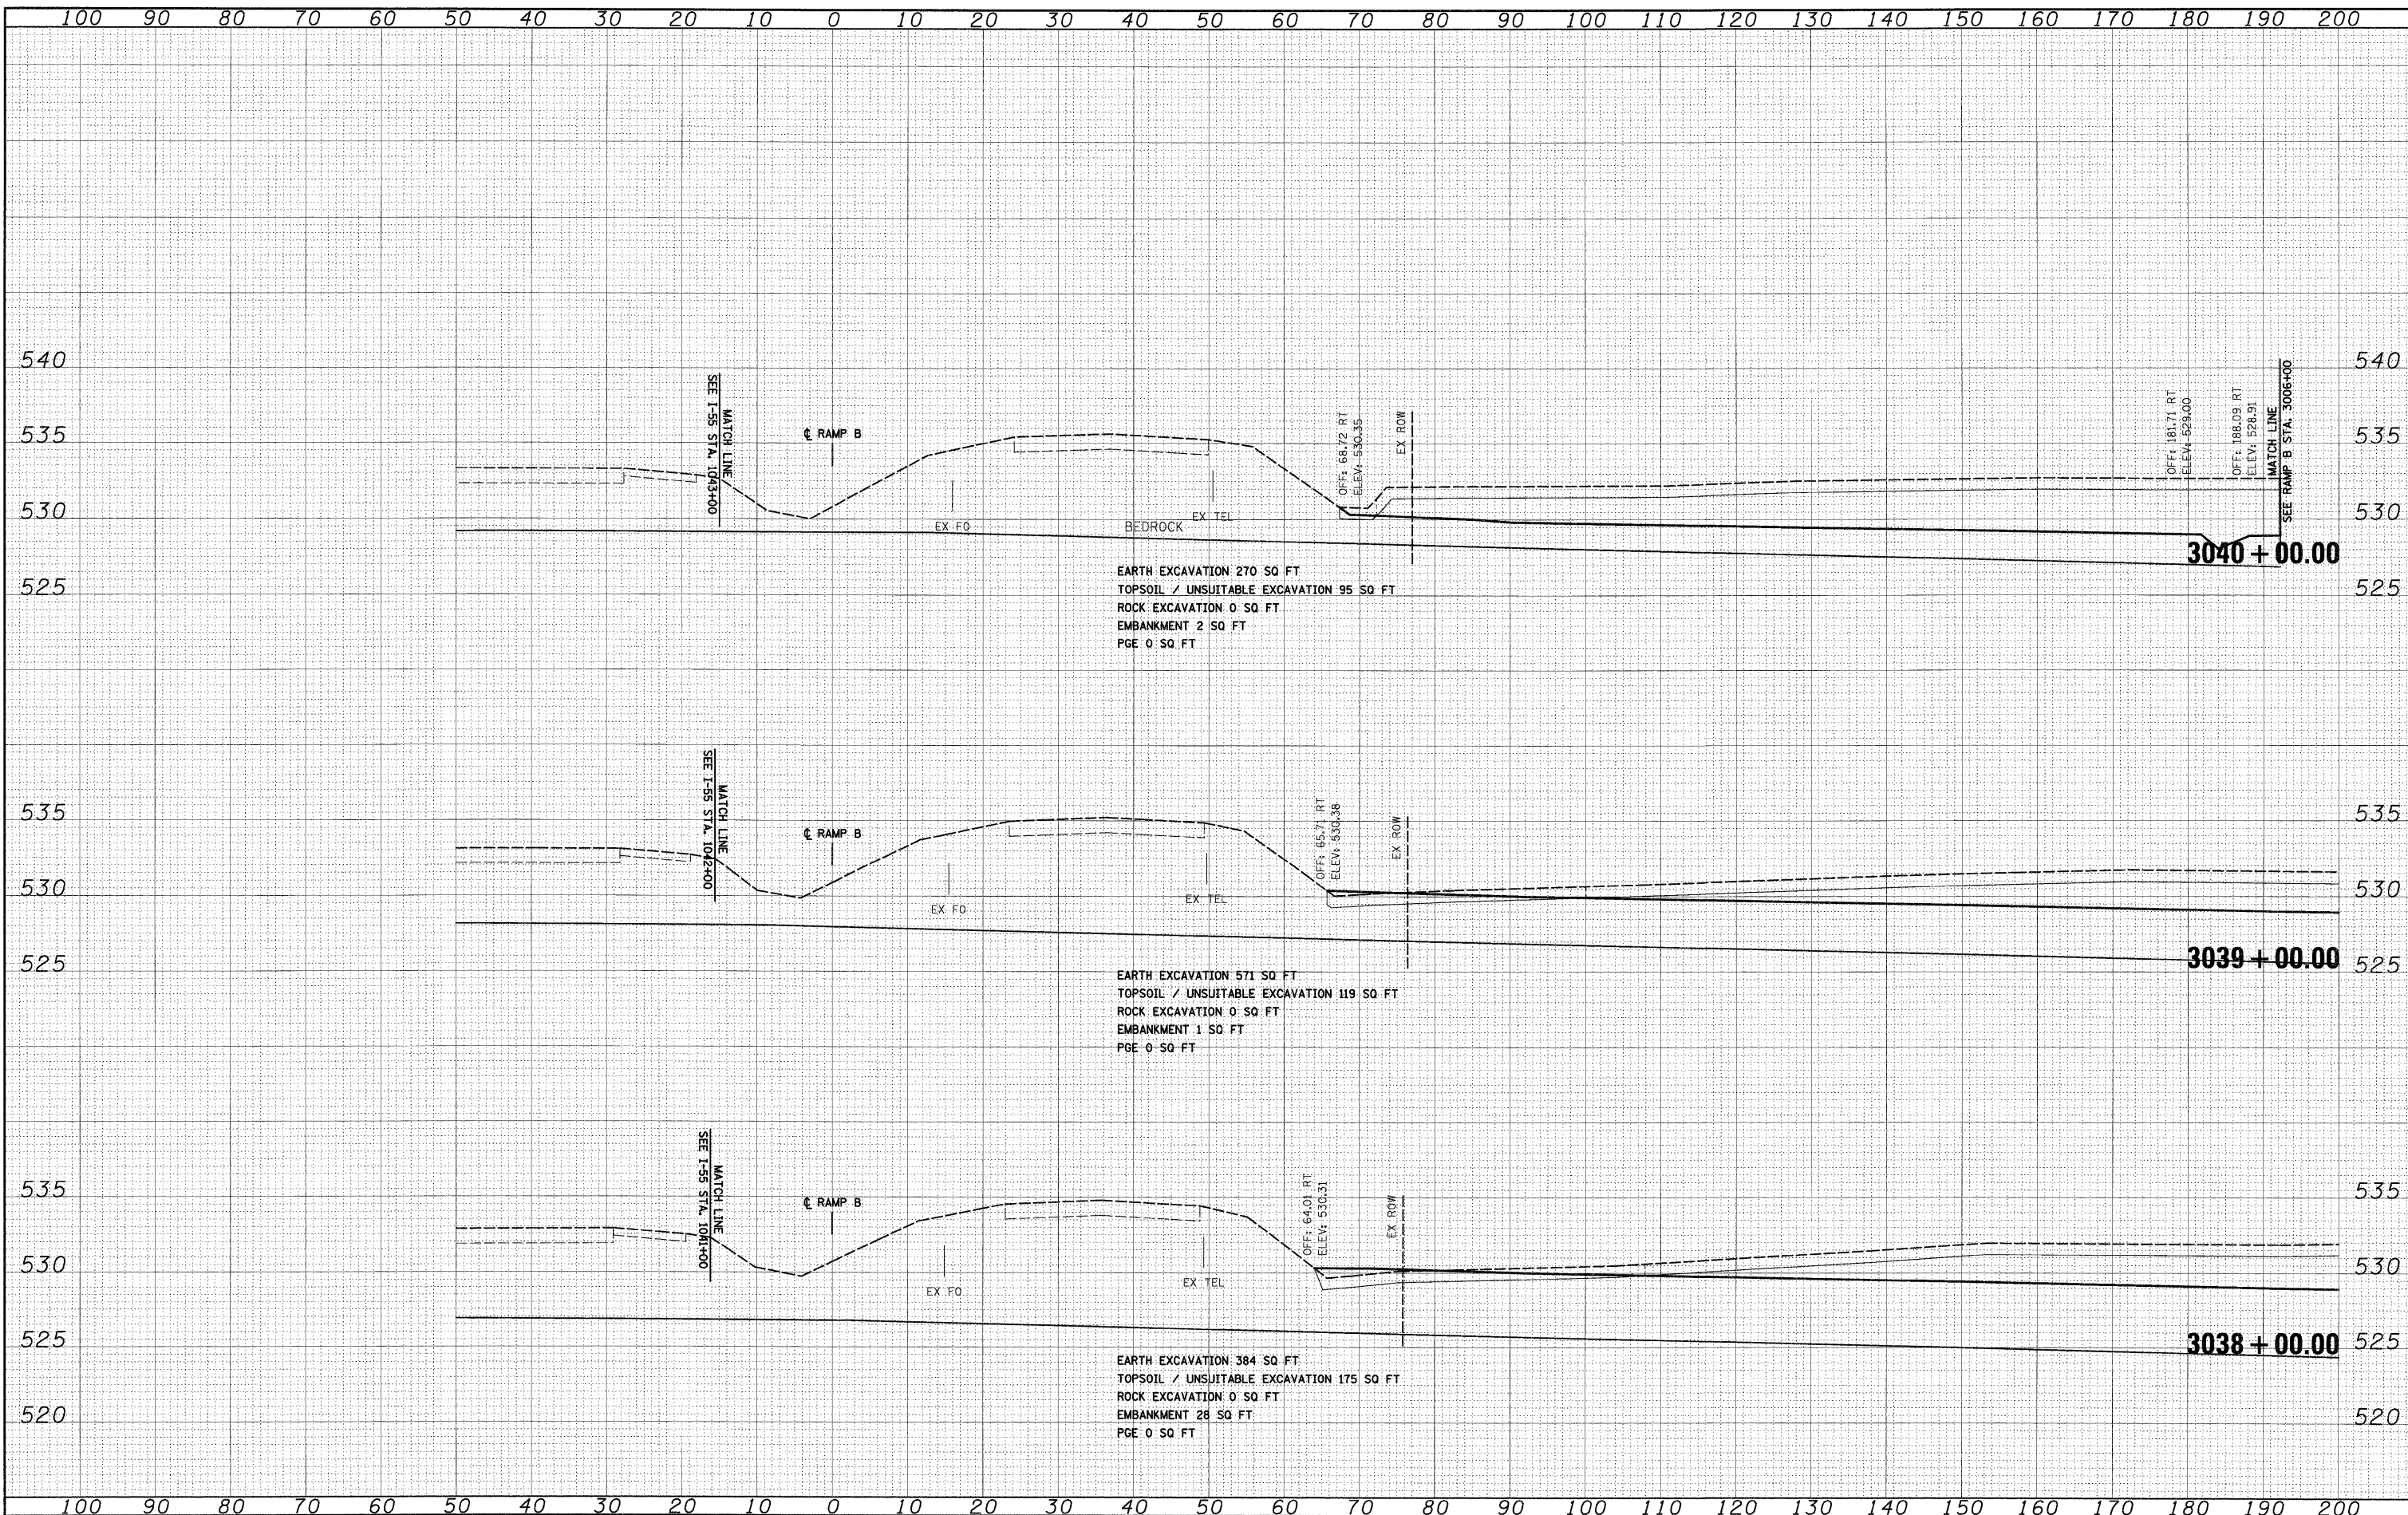 100 90 80 70 60 50 40 30 20 10 0 10 20 30 40 50 60 70 80 90 100 110 120 130 140 150 160 170 180 190 200
540 540
SEE I-55 STA. 1043+00
MATCH LINE
℄ RAMP B
535 535
OFF: 68.72 RT
ELEV: 530.35
EX ROW
OFF: 181.71 RT
ELEV: 529.00
OFF: 188.09 RT
ELEV: 528.91
MATCH LINE
SEE RAMP B STA. 3006+00
530 530
EX FO
BEDROCK
EX TEL
3040 + 00.00
525 525
EARTH EXCAVATION 270 SQ FT
TOPSOIL / UNSUITABLE EXCAVATION 95 SQ FT
ROCK EXCAVATION 0 SQ FT
EMBANKMENT 2 SQ FT
PGE 0 SQ FT
SEE I-55 STA. 1042+00
MATCH LINE
℄ RAMP B
535 535
OFF: 65.71 RT
ELEV: 530.38
EX ROW
530 530
EX FO
EX TEL
3039 + 00.00
525 525
EARTH EXCAVATION 571 SQ FT
TOPSOIL / UNSUITABLE EXCAVATION 119 SQ FT
ROCK EXCAVATION 0 SQ FT
EMBANKMENT 1 SQ FT
PGE 0 SQ FT
SEE I-55 STA. 1041+00
MATCH LINE
℄ RAMP B
535 535
OFF: 64.01 RT
ELEV: 530.31
EX ROW
530 530
EX FO
EX TEL
3038 + 00.00
525 525
EARTH EXCAVATION 384 SQ FT
TOPSOIL / UNSUITABLE EXCAVATION 175 SQ FT
ROCK EXCAVATION 0 SQ FT
EMBANKMENT 28 SQ FT
PGE 0 SQ FT
520 520
100 90 80 70 60 50 40 30 20 10 0 10 20 30 40 50 60 70 80 90 100 110 120 130 140 150 160 170 180 190 200